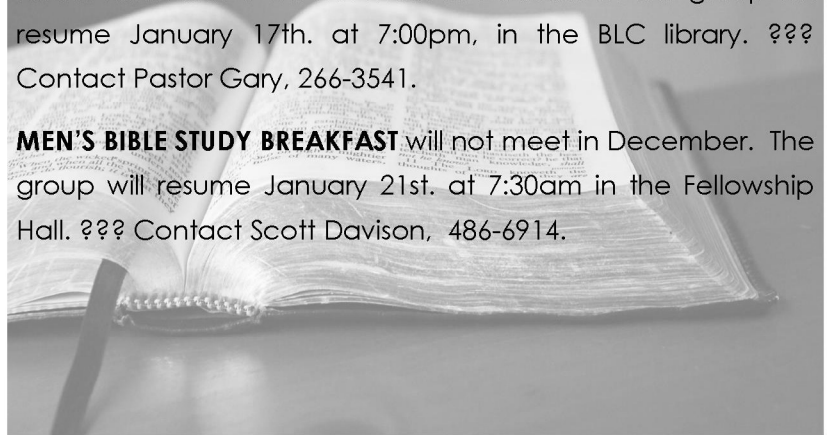 resume January 17th. at 7:00pm, in the BLC library. ???
Contact Pastor Gary, 266-3541.
MEN'S BIBLE STUDY BREAKFAST will not meet in December. The
group will resume January 21st. at 7:30am in the Fellowship
Hall. ??? Contact Scott Davison, 486-6914.